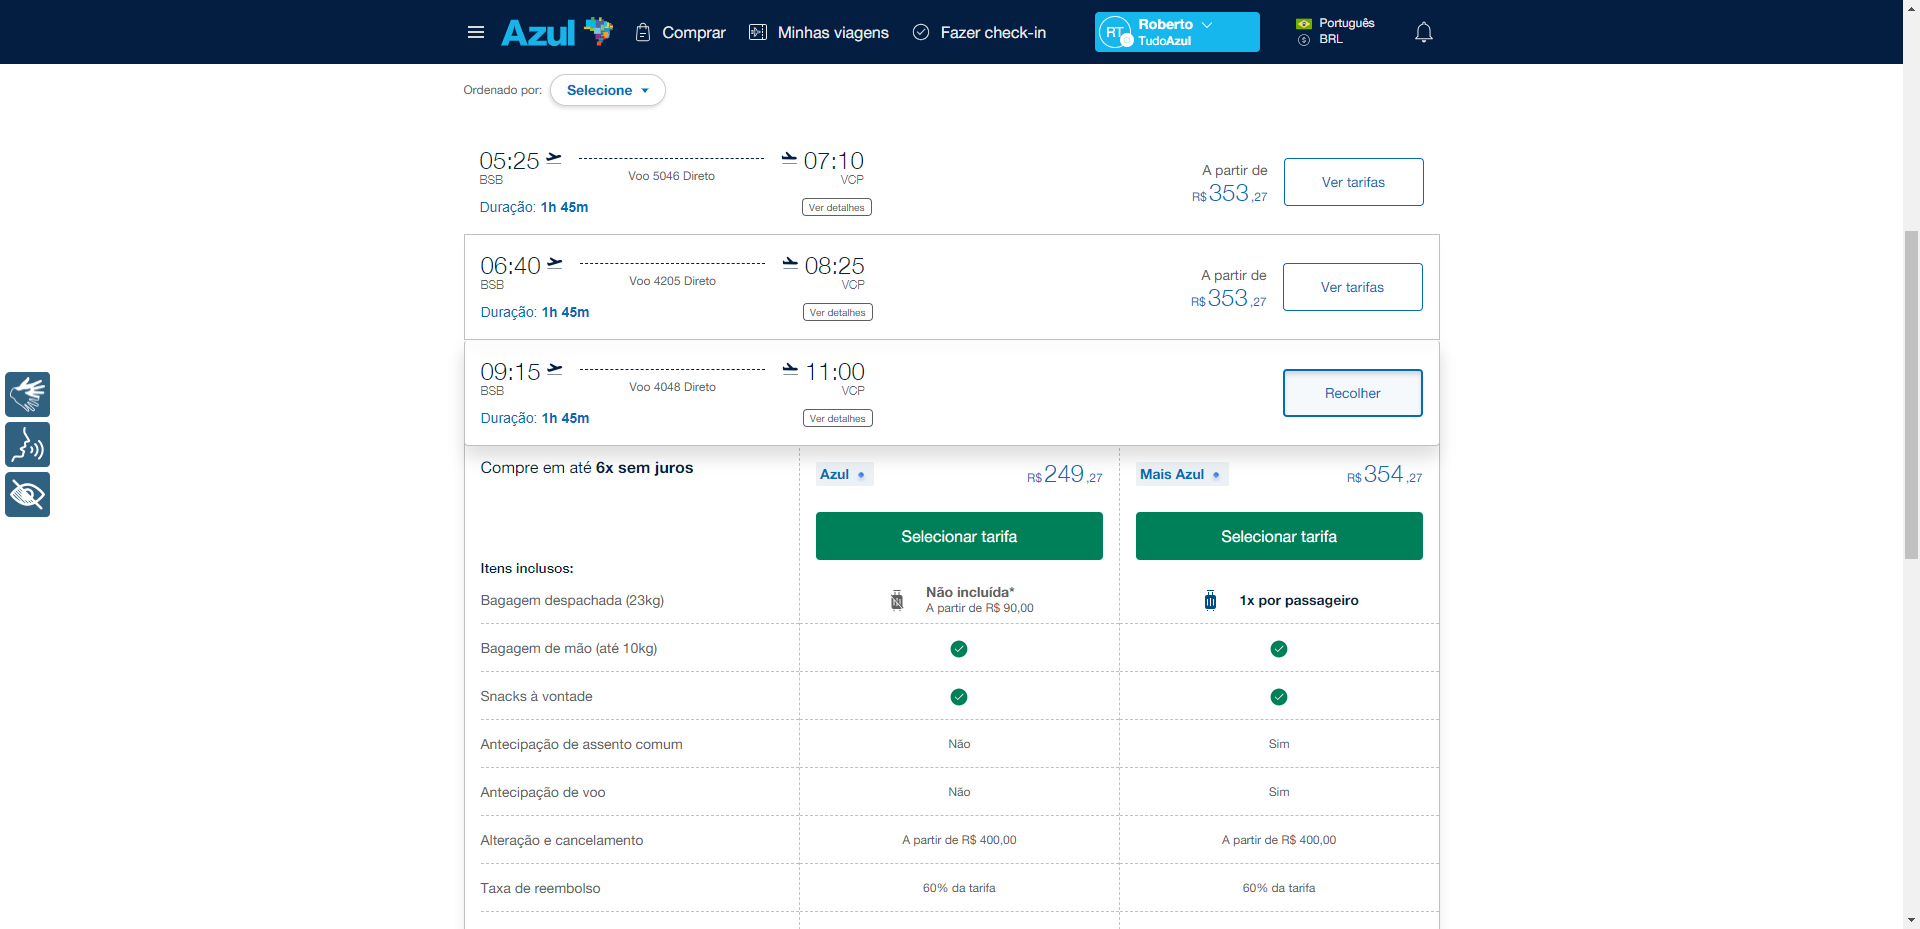 Azul
Comprar
Minhas viagens
Fazer check-in
RT
Roberto
TudoAzul
Português
BRL
Ordenado por:
Selecione
05:25
BSB
Voo 5046 Direto
07:10
VCP
Duração: 1h 45m
Ver detalhes
A partir de
R$ 353,27
Ver tarifas
06:40
BSB
Voo 4205 Direto
08:25
VCP
Duração: 1h 45m
Ver detalhes
A partir de
R$ 353,27
Ver tarifas
09:15
BSB
Voo 4048 Direto
11:00
VCP
Duração: 1h 45m
Ver detalhes
Recolher
Compre em até 6x sem juros
Azul
R$ 249,27
Mais Azul
R$ 354,27
Selecionar tarifa
Selecionar tarifa
Itens inclusos:
Bagagem despachada (23kg)
Não incluída*
A partir de R$ 90,00
1x por passageiro
Bagagem de mão (até 10kg)
Snacks à vontade
Antecipação de assento comum
Não
Sim
Antecipação de voo
Não
Sim
Alteração e cancelamento
A partir de R$ 400,00
A partir de R$ 400,00
Taxa de reembolso
60% da tarifa
60% da tarifa